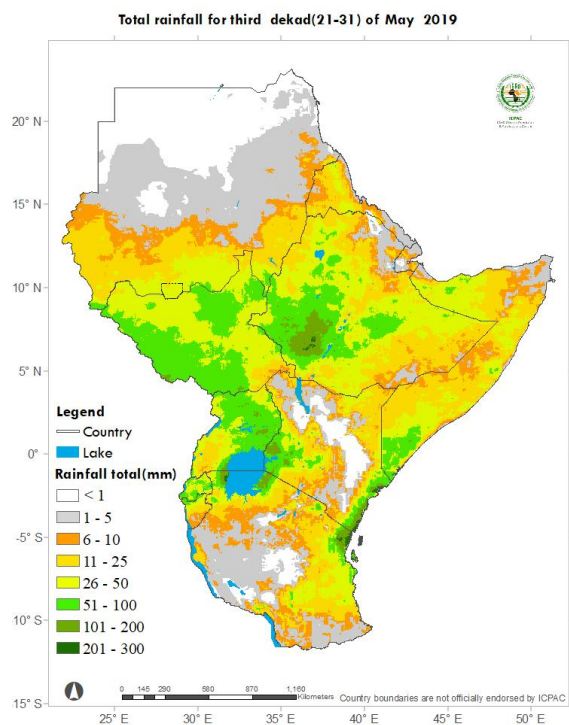 Total rainfall for third dekad(21-31) of May 2019
ICPAC
20° N
15° N
10° N
5° N
0°
-5° S
10° S
15° S
Legend
Country
Lake
Rainfall total(mm)
< 1
1 - 5
6 - 10
11 - 25
26 - 50
51 - 100
101 - 200
201 - 300
0 145 290 580 870 1,160
Kilometers
Country boundaries are not officially endorsed by ICPAC
25° E 30° E 35° E 40° E 45° E 50° E